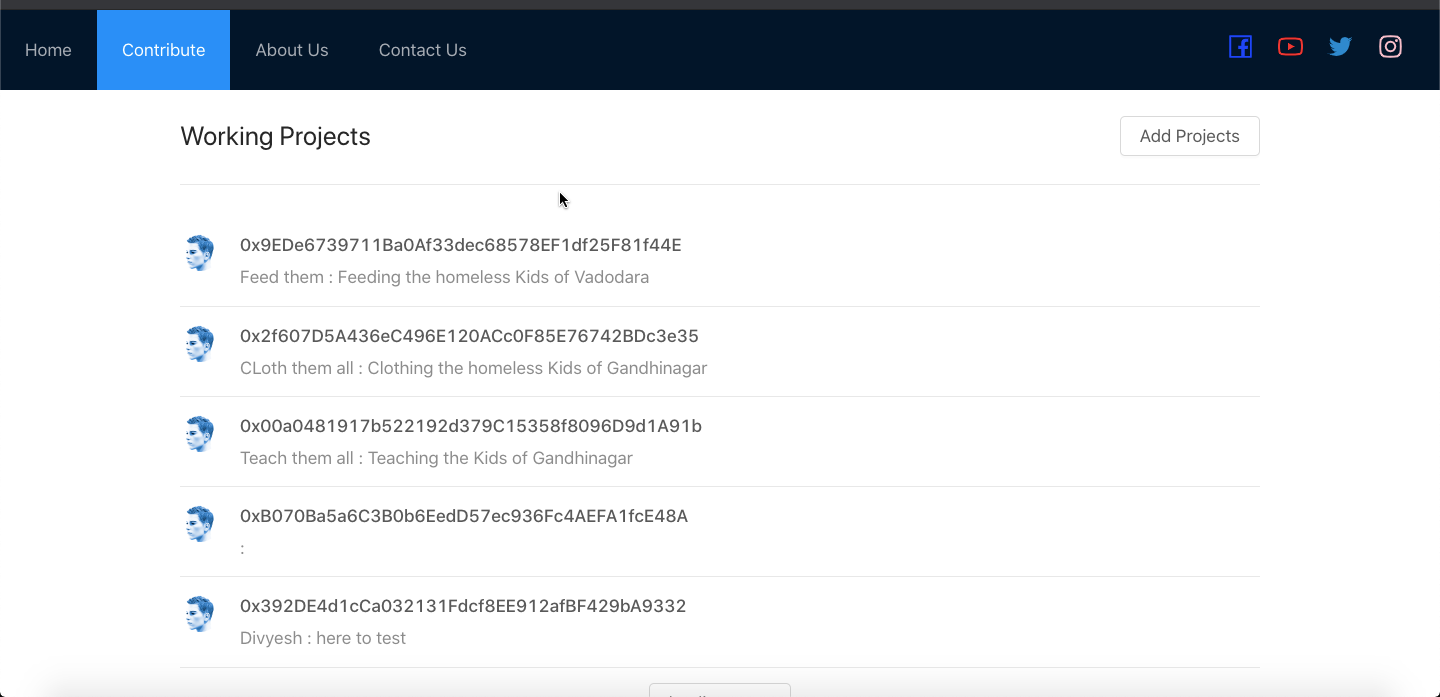 Home Contribute About Us Contact Us
Working Projects Add Projects
0x9EDe6739711Ba0Af33dec68578EF1df25F81f44E
Feed them : Feeding the homeless Kids of Vadodara
0x2f607D5A436eC496E120ACc0F85E76742BDc3e35
CLoth them all : Clothing the homeless Kids of Gandhinagar
0x00a0481917b522192d379C15358f8096D9d1A91b
Teach them all : Teaching the Kids of Gandhinagar
0xB070Ba5a6C3B0b6EedD57ec936Fc4AEFA1fcE48A
:
0x392DE4d1cCa032131Fdcf8EE912afBF429bA9332
Divyesh : here to test